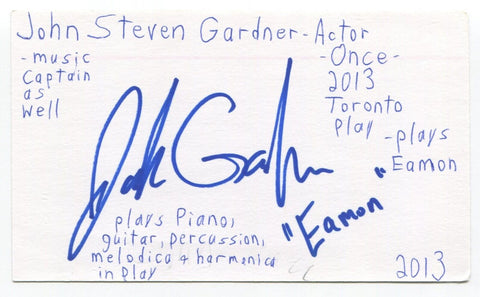 John Steven Gardner-Actor
-music
Captain
as
well
-Once-
2013
Toronto
Play
-plays
Eamon
"Eamon"
plays Piano,
guitar, percussion,
melodica + harmonica
in play
2013